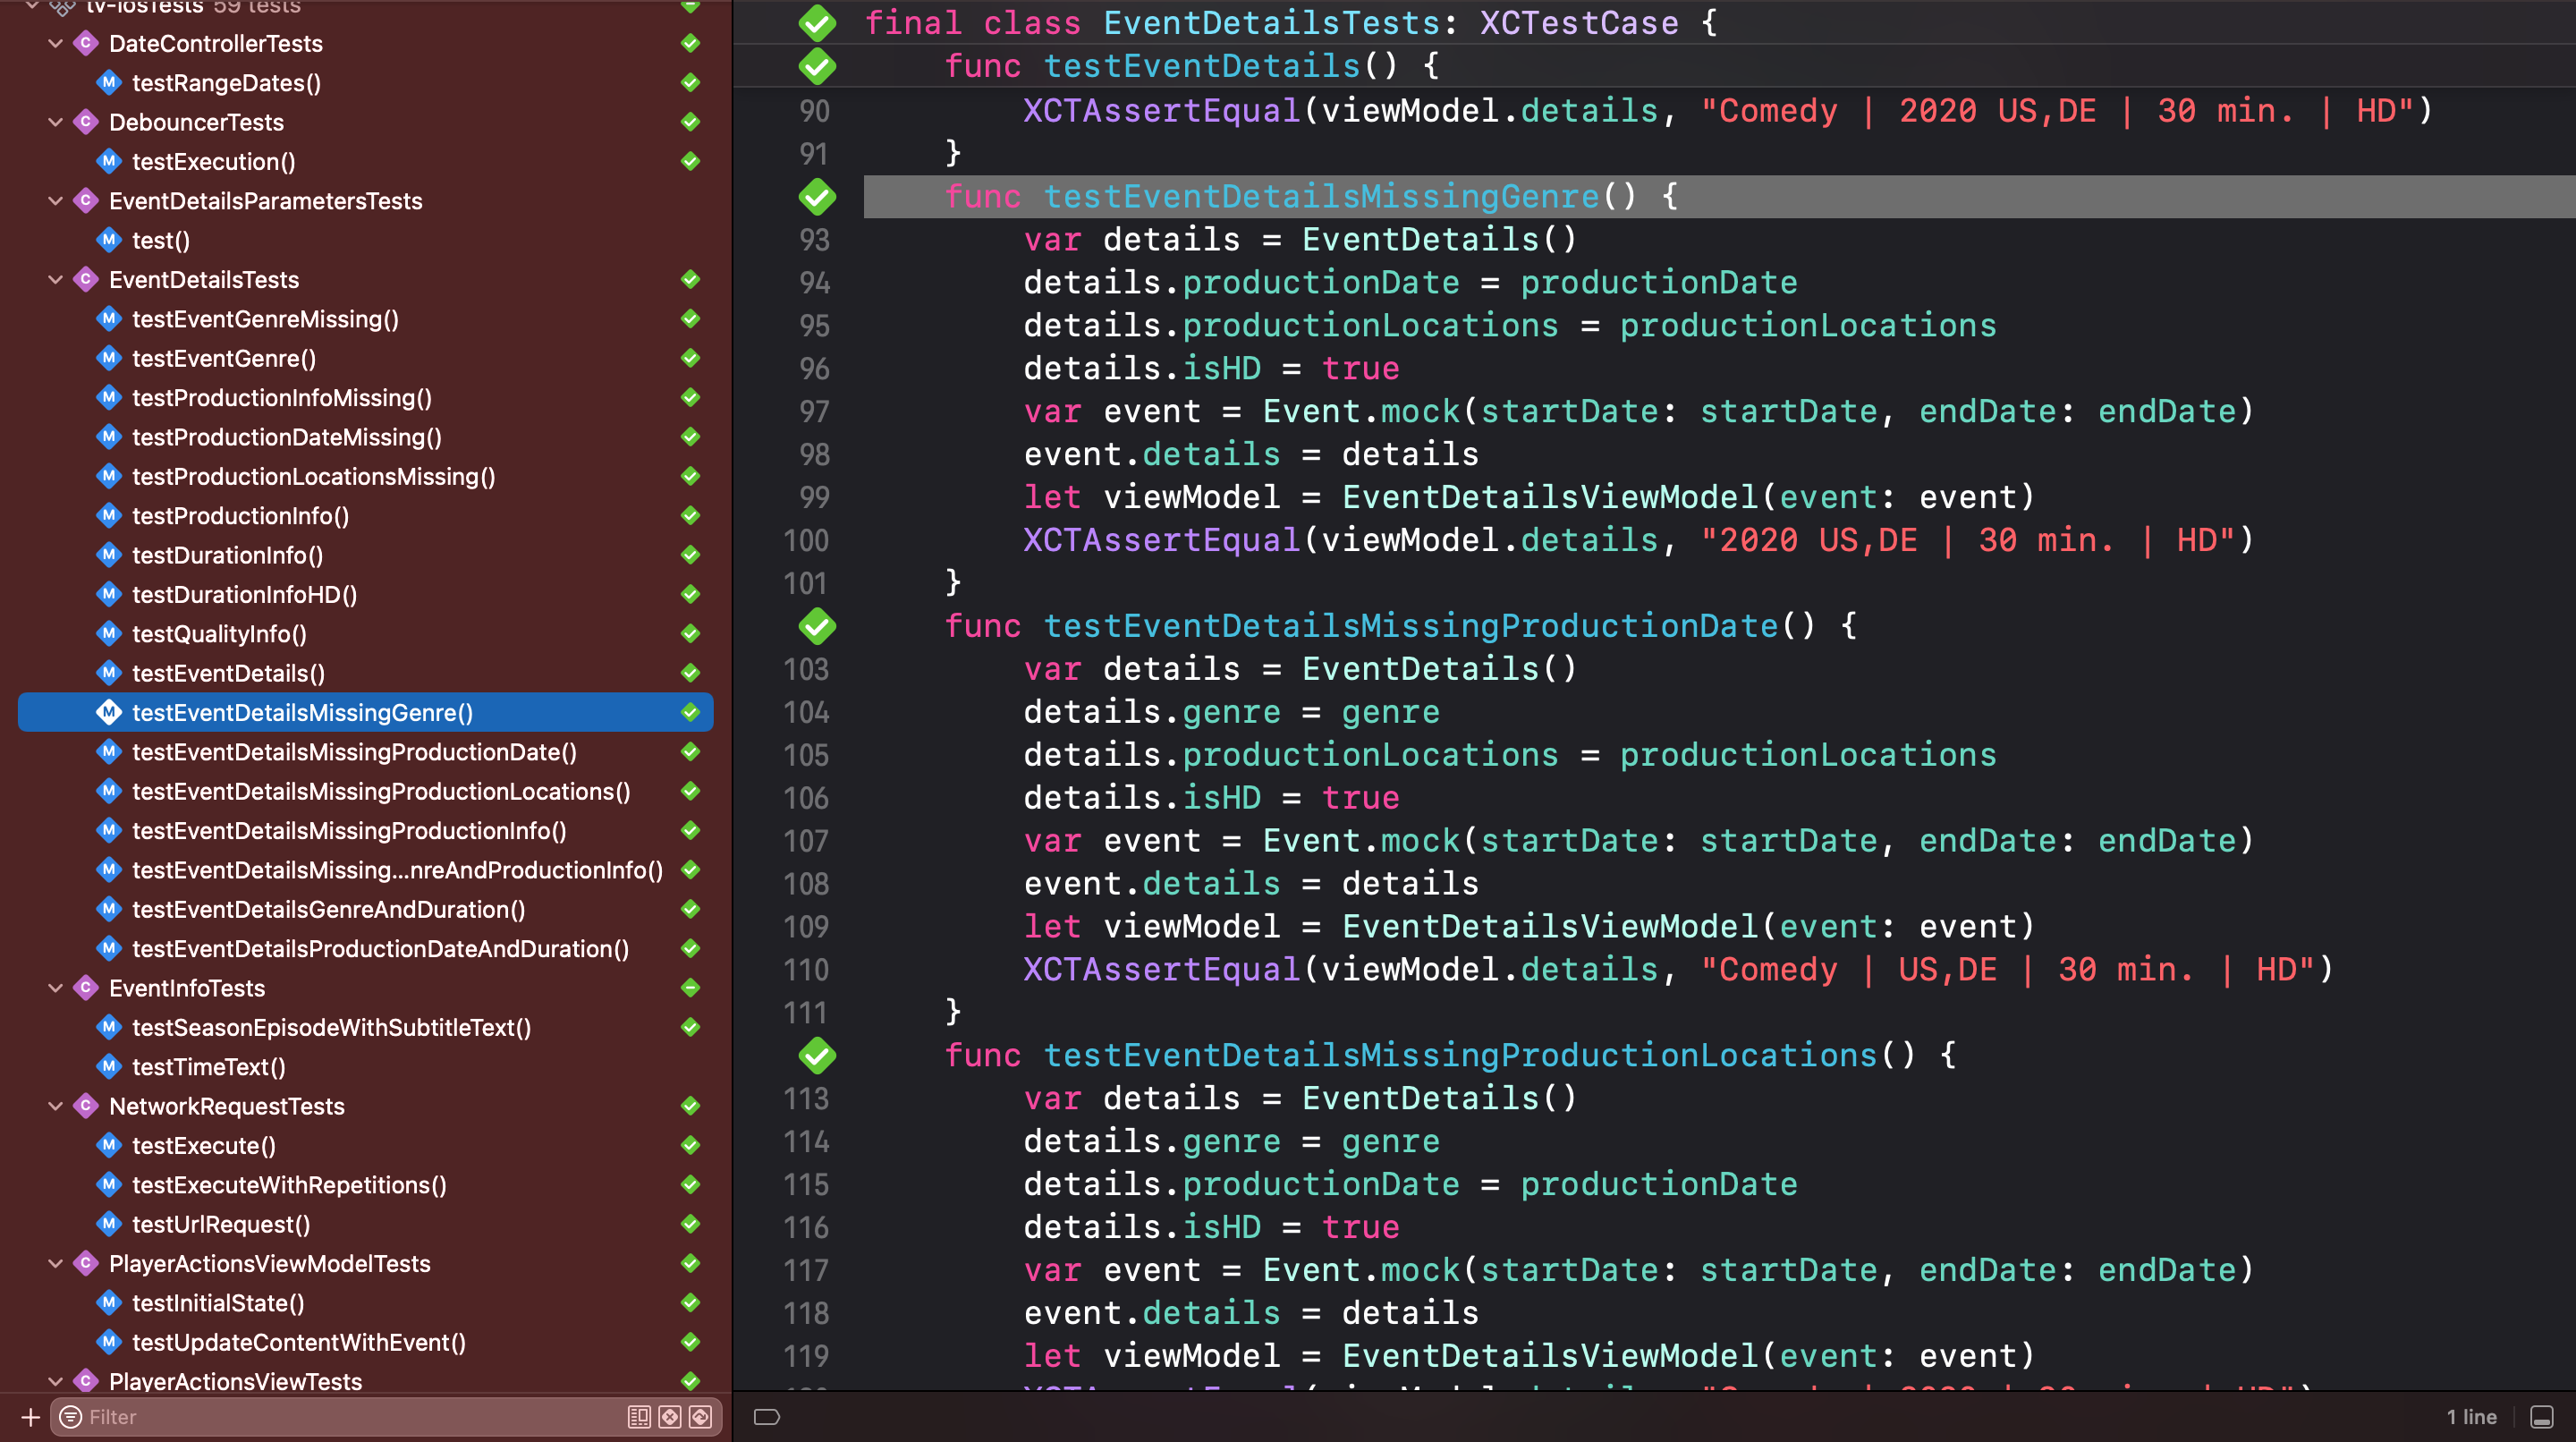 tv-iosTests 59 tests
DateControllerTests
testRangeDates()
DebouncerTests
testExecution()
EventDetailsParametersTests
test()
EventDetailsTests
testEventGenreMissing()
testEventGenre()
testProductionInfoMissing()
testProductionDateMissing()
testProductionLocationsMissing()
testProductionInfo()
testDurationInfo()
testDurationInfoHD()
testQualityInfo()
testEventDetails()
testEventDetailsMissingGenre()
testEventDetailsMissingProductionDate()
testEventDetailsMissingProductionLocations()
testEventDetailsMissingProductionInfo()
testEventDetailsMissing...nreAndProductionInfo()
testEventDetailsGenreAndDuration()
testEventDetailsProductionDateAndDuration()
EventInfoTests
testSeasonEpisodeWithSubtitleText()
testTimeText()
NetworkRequestTests
testExecute()
testExecuteWithRepetitions()
testUrlRequest()
PlayerActionsViewModelTests
testInitialState()
testUpdateContentWithEvent()
PlayerActionsViewTests
Filter
final class EventDetailsTests: XCTestCase {
func testEventDetails() {
90 XCTAssertEqual(viewModel.details, "Comedy | 2020 US,DE | 30 min. | HD")
91 }
func testEventDetailsMissingGenre() {
93 var details = EventDetails()
94 details.productionDate = productionDate
95 details.productionLocations = productionLocations
96 details.isHD = true
97 var event = Event.mock(startDate: startDate, endDate: endDate)
98 event.details = details
99 let viewModel = EventDetailsViewModel(event: event)
100 XCTAssertEqual(viewModel.details, "2020 US,DE | 30 min. | HD")
101 }
func testEventDetailsMissingProductionDate() {
103 var details = EventDetails()
104 details.genre = genre
105 details.productionLocations = productionLocations
106 details.isHD = true
107 var event = Event.mock(startDate: startDate, endDate: endDate)
108 event.details = details
109 let viewModel = EventDetailsViewModel(event: event)
110 XCTAssertEqual(viewModel.details, "Comedy | US,DE | 30 min. | HD")
111 }
func testEventDetailsMissingProductionLocations() {
113 var details = EventDetails()
114 details.genre = genre
115 details.productionDate = productionDate
116 details.isHD = true
117 var event = Event.mock(startDate: startDate, endDate: endDate)
118 event.details = details
119 let viewModel = EventDetailsViewModel(event: event)
1 line